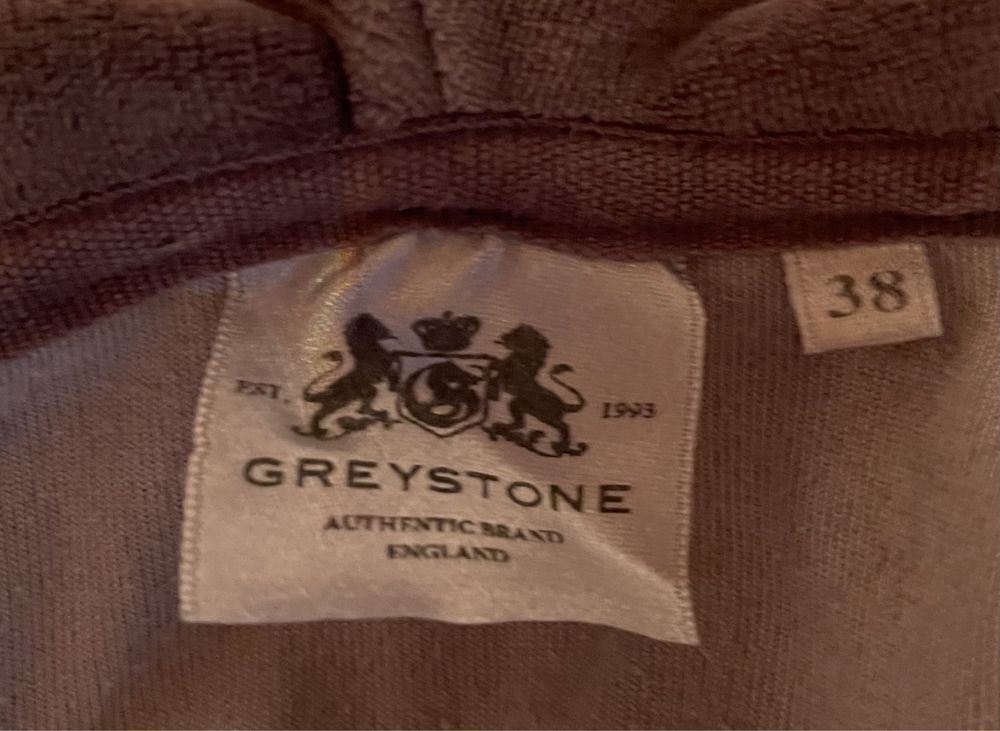 38
EST. 1993
GREYSTONE
AUTHENTIC BRAND
ENGLAND